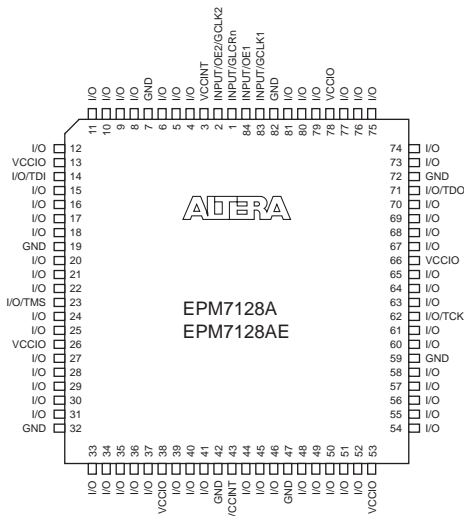 I/O 11
I/O 10
I/O 9
I/O 8
GND 7
I/O 6
I/O 5
I/O 4
VCCINT 3
INPUT/OE2/GCLK2 2
INPUT/GLCRn 1
INPUT/OE1 84
INPUT/GCLK1 83
GND 82
I/O 81
I/O 80
I/O 79
VCCIO 78
I/O 77
I/O 76
I/O 75
I/O 12
VCCIO 13
I/O/TDI 14
I/O 15
I/O 16
I/O 17
I/O 18
GND 19
I/O 20
I/O 21
I/O 22
I/O/TMS 23
I/O 24
I/O 25
VCCIO 26
I/O 27
I/O 28
I/O 29
I/O 30
I/O 31
GND 32
ALTERA
EPM7128A
EPM7128AE
74 I/O
73 I/O
72 GND
71 I/O/TDO
70 I/O
69 I/O
68 I/O
67 I/O
66 VCCIO
65 I/O
64 I/O
63 I/O
62 I/O/TCK
61 I/O
60 I/O
59 GND
58 I/O
57 I/O
56 I/O
55 I/O
54 I/O
33 I/O
34 I/O
35 I/O
36 I/O
37 I/O
38 VCCIO
39 I/O
40 I/O
41 I/O
42 GND
43 VCCINT
44 I/O
45 I/O
46 I/O
47 GND
48 I/O
49 I/O
50 I/O
51 I/O
52 I/O
53 VCCIO